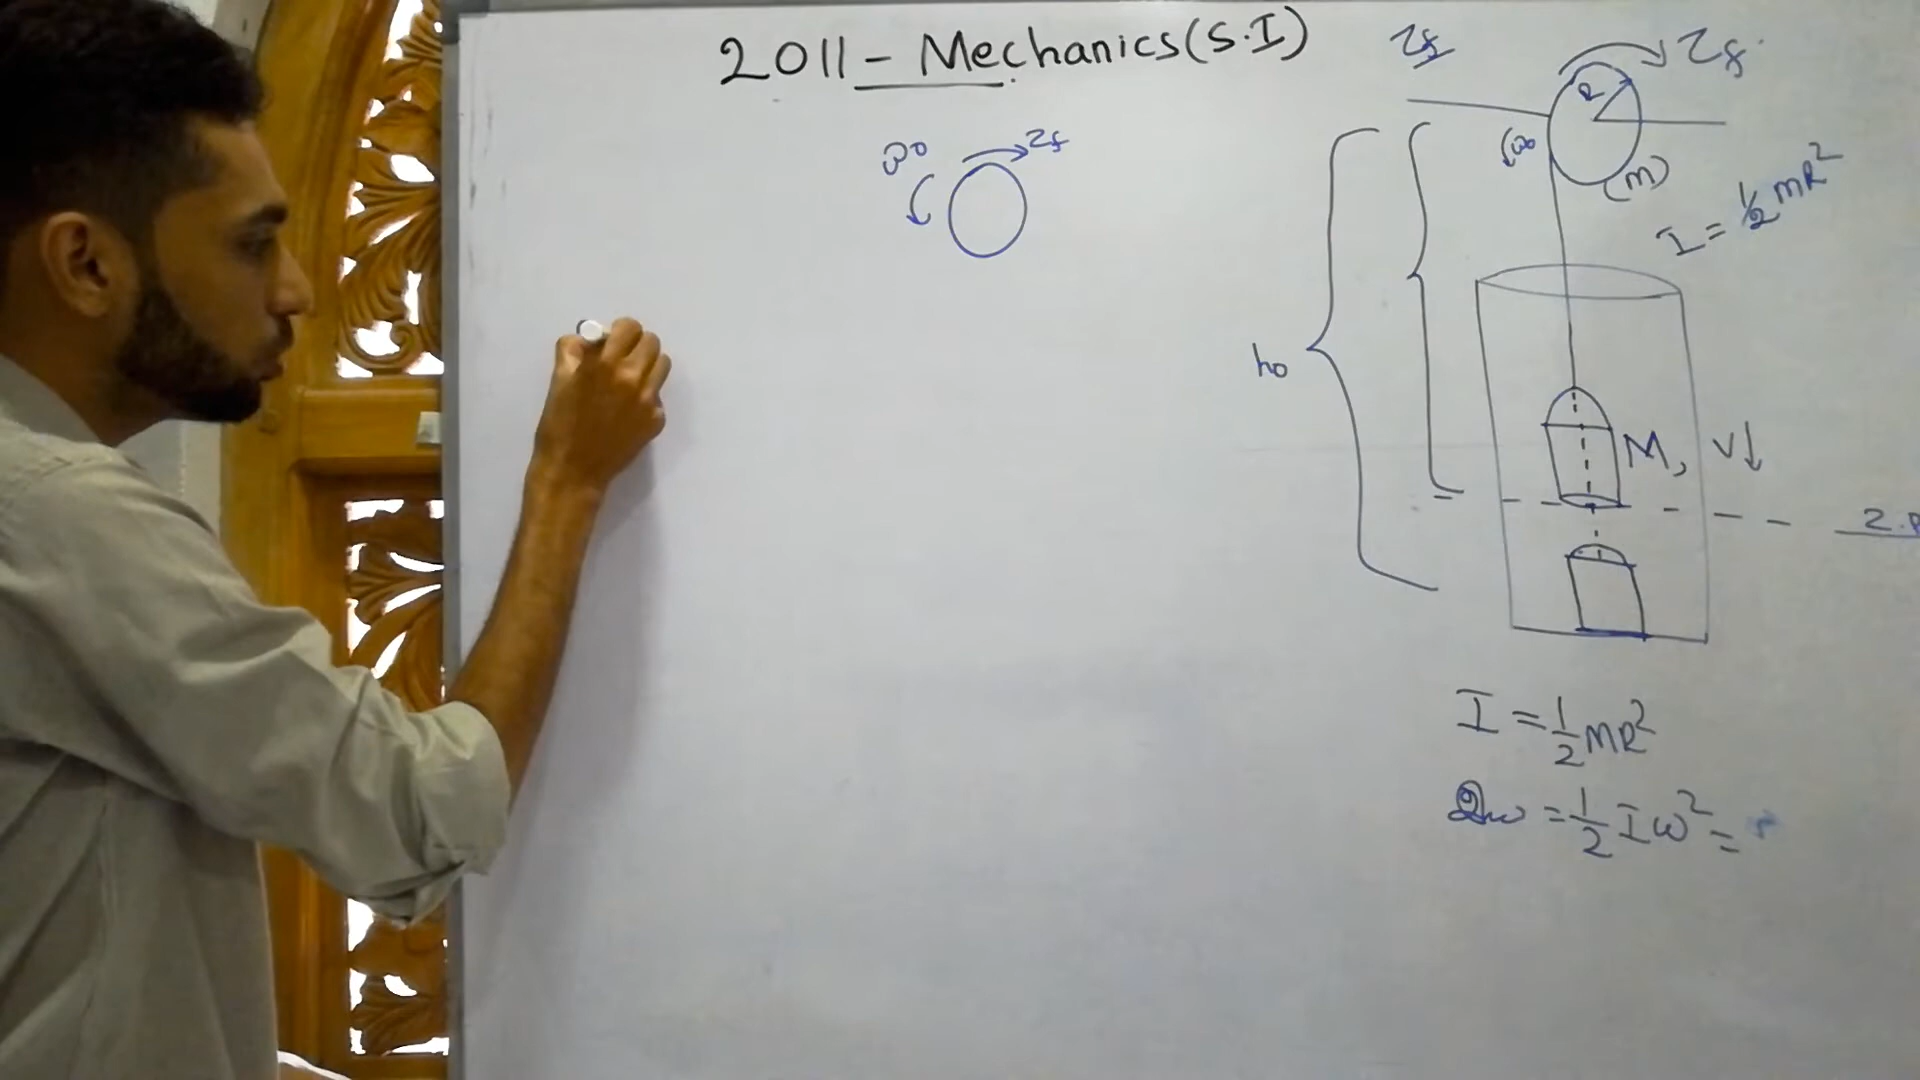 2011 - Mechanics (S.I)
τf
τf
R
ω0
(m)
I = ½ mR²
ω0
τf
h0
M, V↓
I = 1/2 MR²
ω = 1/2 Iω² =